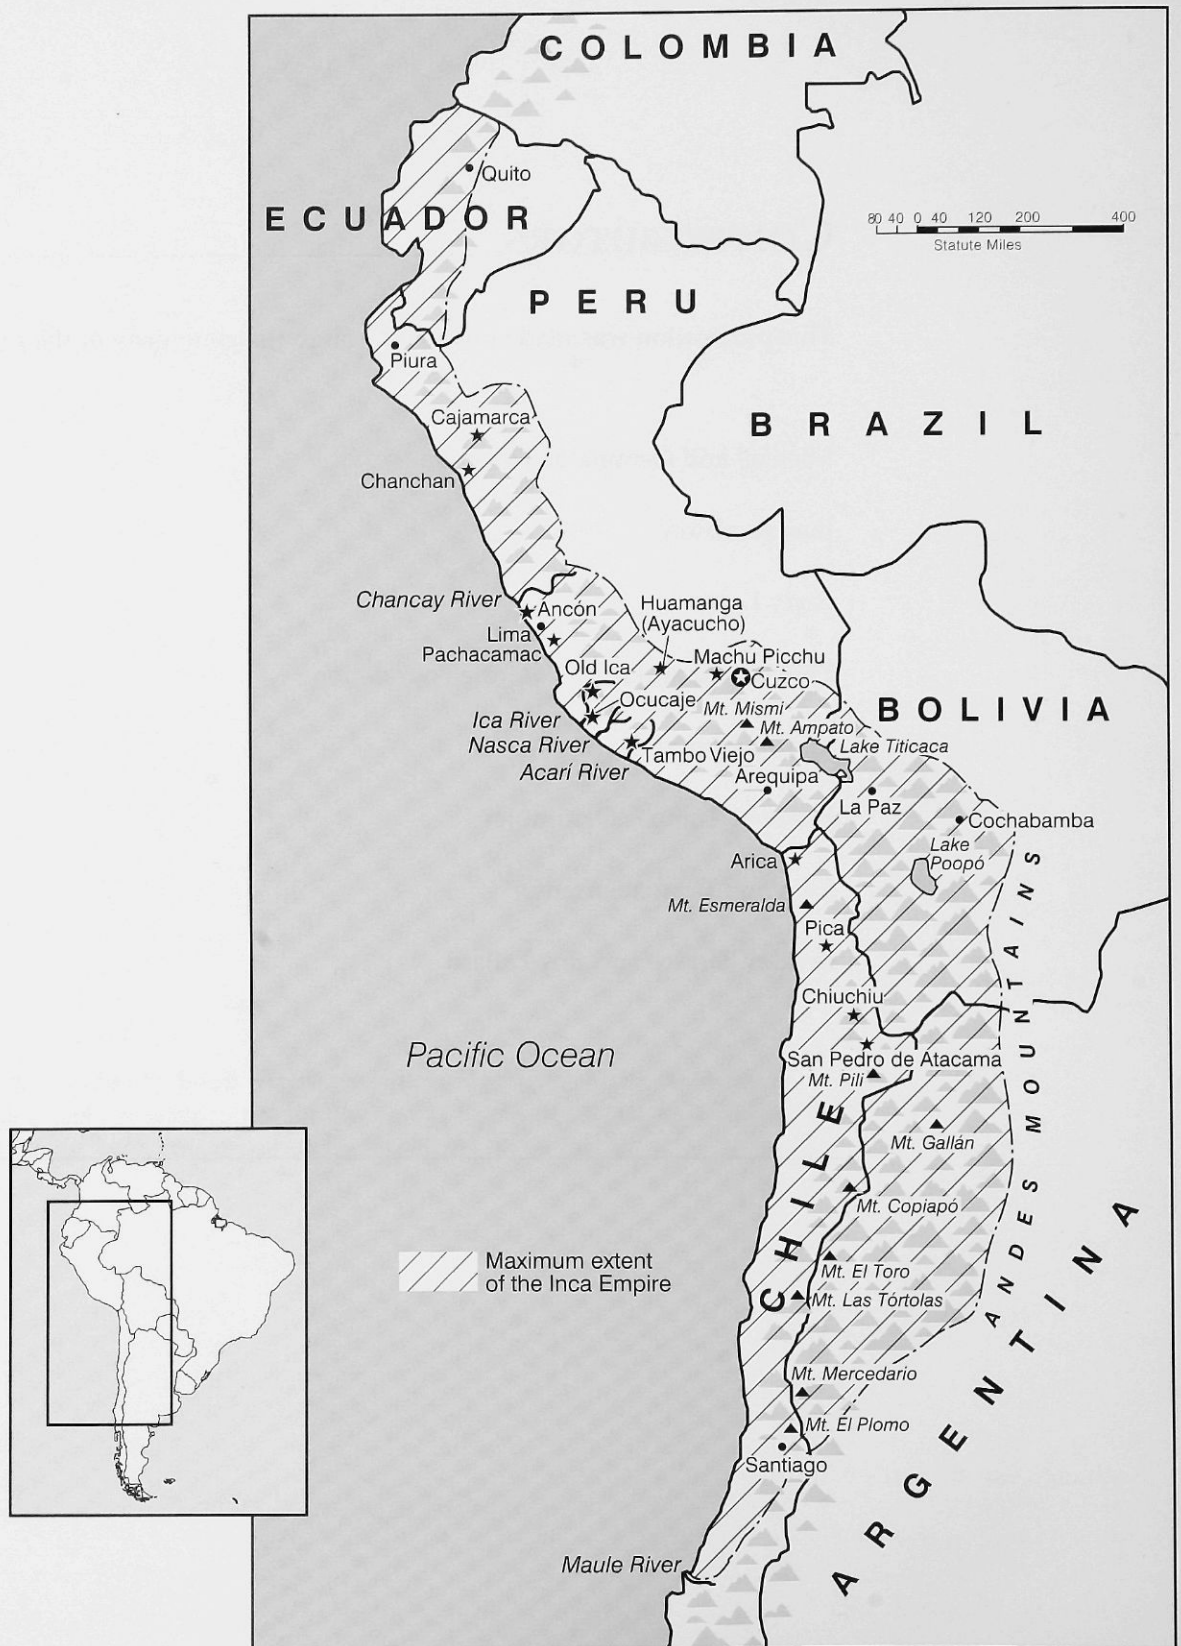 COLOMBIA
Quito
ECUADOR
80 40 0 40 120 200 400
Statute Miles
PERU
Piura
BRAZIL
Cajamarca
Chanchan
Chancay River
Ancón
Huamanga
(Ayacucho)
Lima
Pachacamac
Machu Picchu
Old Ica
Cuzco
Ocucaje
Mt. Mismi
BOLIVIA
Ica River
Mt. Ampato
Nasca River
Lake Titicaca
Tambo Viejo
Acarí River
Arequipa
La Paz
Cochabamba
Arica
Lake
Poopó
Mt. Esmeralda
Pica
ANDES MOUNTAINS
Chiuchiu
Pacific Ocean
San Pedro de Atacama
Mt. Pili
CHILE
Mt. Gallán
Mt. Copiapó
Maximum extent
of the Inca Empire
Mt. El Toro
Mt. Las Tórtolas
ARGENTINA
Mt. Mercedario
Mt. El Plomo
Santiago
Maule River